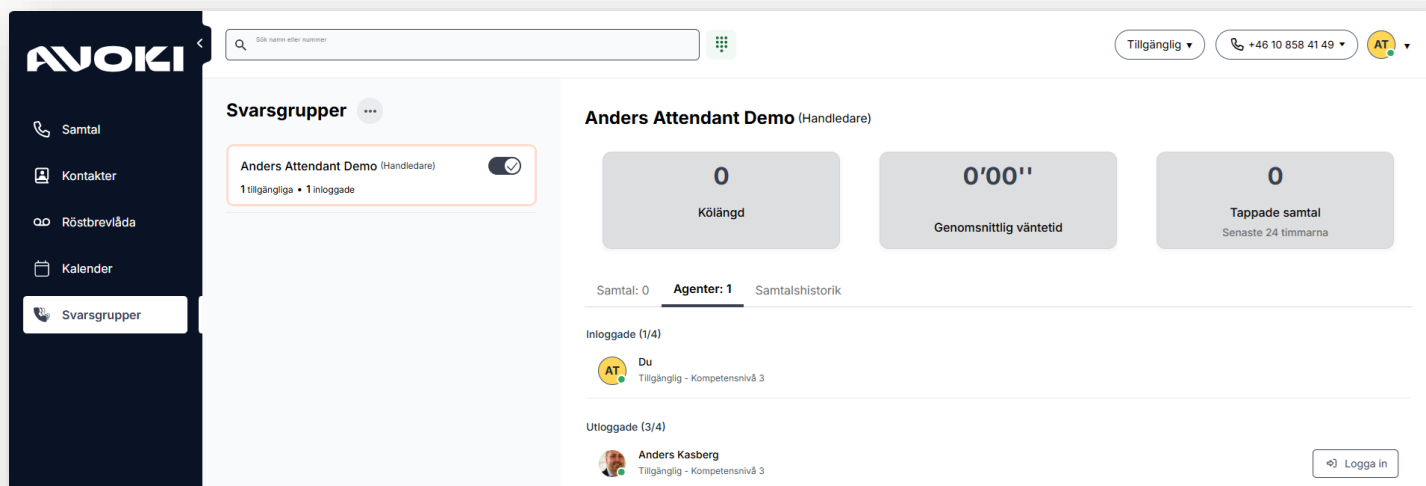 AVOKI
Sök namn eller nummer
Tillgänglig
+46 10 858 41 49
AT
Samtal
Kontakter
Röstbrevlåda
Kalender
Svarsgrupper
Svarsgrupper
Anders Attendant Demo (Handledare)
1 tillgängliga • 1 inloggade
Anders Attendant Demo (Handledare)
0
Kölängd
0'00''
Genomsnittlig väntetid
0
Tappade samtal
Senaste 24 timmarna
Samtal: 0 Agenter: 1 Samtalshistorik
Inloggade (1/4)
AT
Du
Tillgänglig - Kompetensnivå 3
Utloggade (3/4)
Anders Kasberg
Tillgänglig - Kompetensnivå 3
Logga in